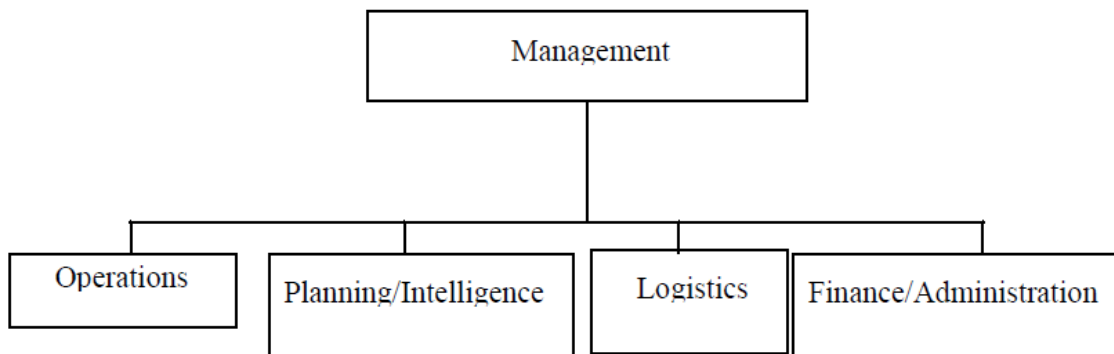 Management
Operations
Planning/Intelligence
Logistics
Finance/Administration